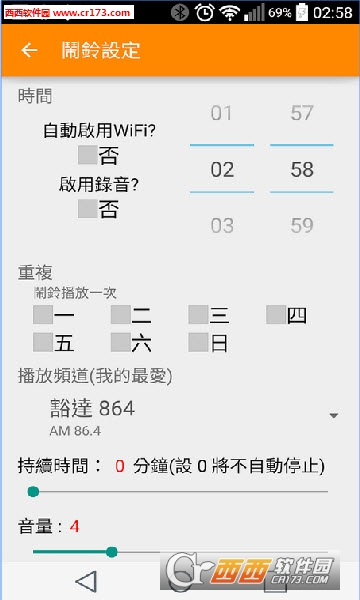 西西软件园 www.cr173.com 69% 02:58
鬧鈴設定
時間
01 57
自動啟用WiFi?
否
02 58
啟用錄音?
否
03 59
重複
鬧鈴播放一次
一 二 三 四
五 六 日
播放頻道(我的最愛)
豁達 864
AM 86.4
持續時間： 0 分鐘(設 0 將不自動停止)
音量 : 4
Cr 西西软件园
CR173.COM